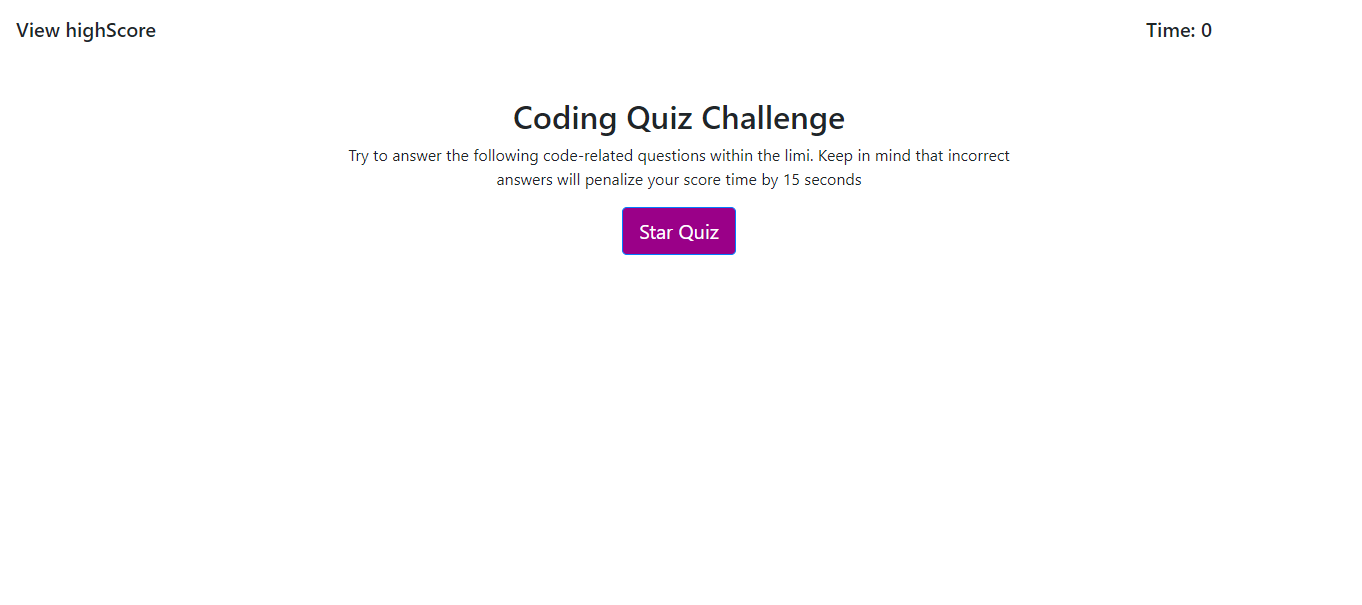 View highScore
Time: 0
Coding Quiz Challenge
Try to answer the following code-related questions within the limi. Keep in mind that incorrect
answers will penalize your score time by 15 seconds
Star Quiz